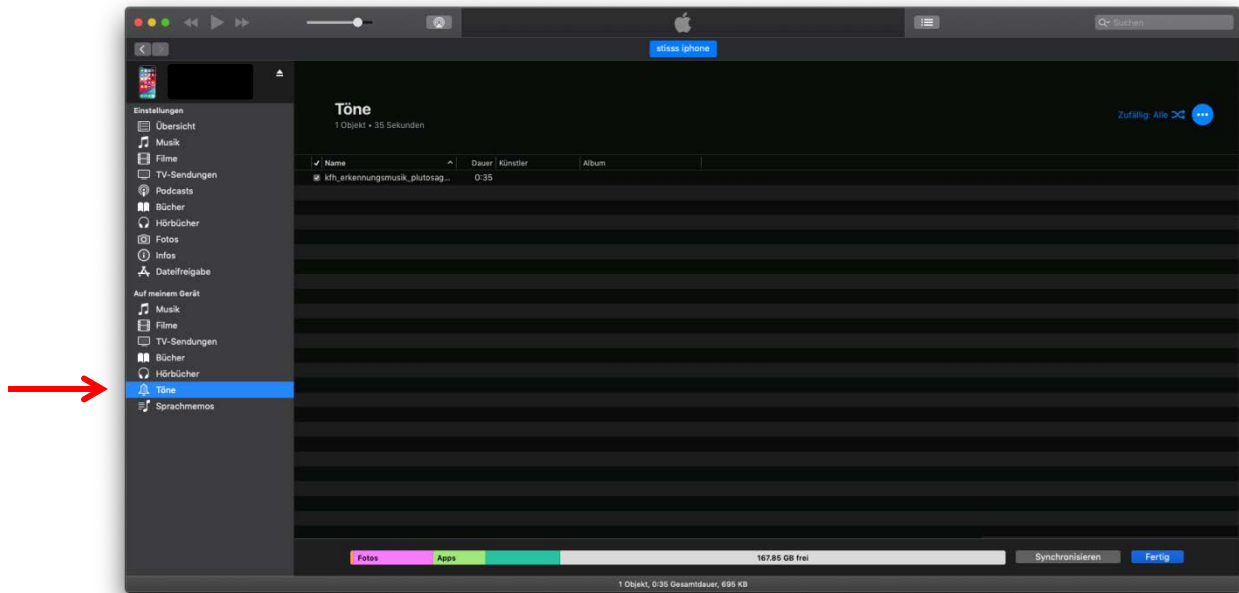 Suchen
stisss iphone
Einstellungen
Übersicht
Musik
Filme
TV-Sendungen
Podcasts
Bücher
Hörbücher
Fotos
Infos
Dateifreigabe
Auf meinem Gerät
Musik
Filme
TV-Sendungen
Bücher
Hörbücher
Töne
Sprachmemos
Töne
1 Objekt • 35 Sekunden
Zufällig: Alle
Name Dauer Künstler Album
kfh_erkennungsmusik_plutosag... 0:35
Fotos Apps 167.85 GB frei
Synchronisieren Fertig
1 Objekt, 0:35 Gesamtdauer, 695 KB